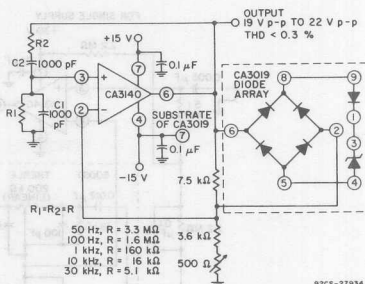 OUTPUT
19 V p-p TO 22 V p-p
THD < 0.3 %
+15 V
R2
0.1 µF
7
C2
1000 pF
CA3019
DIODE
ARRAY
8
9
3
+
CA3140
6
2
−
4
R1
C1
1000
pF
SUBSTRATE
OF CA3019
7
0.1 µF
−15 V
6
2
1
3
5
4
7.5 kΩ
R1=R2=R
3.6 kΩ
50 Hz, R = 3.3 MΩ
100 Hz, R = 1.6 MΩ
1 kHz, R = 160 kΩ
10 kHz, R = 16 kΩ
30 kHz, R = 5.1 kΩ
500 Ω
92CS-27934